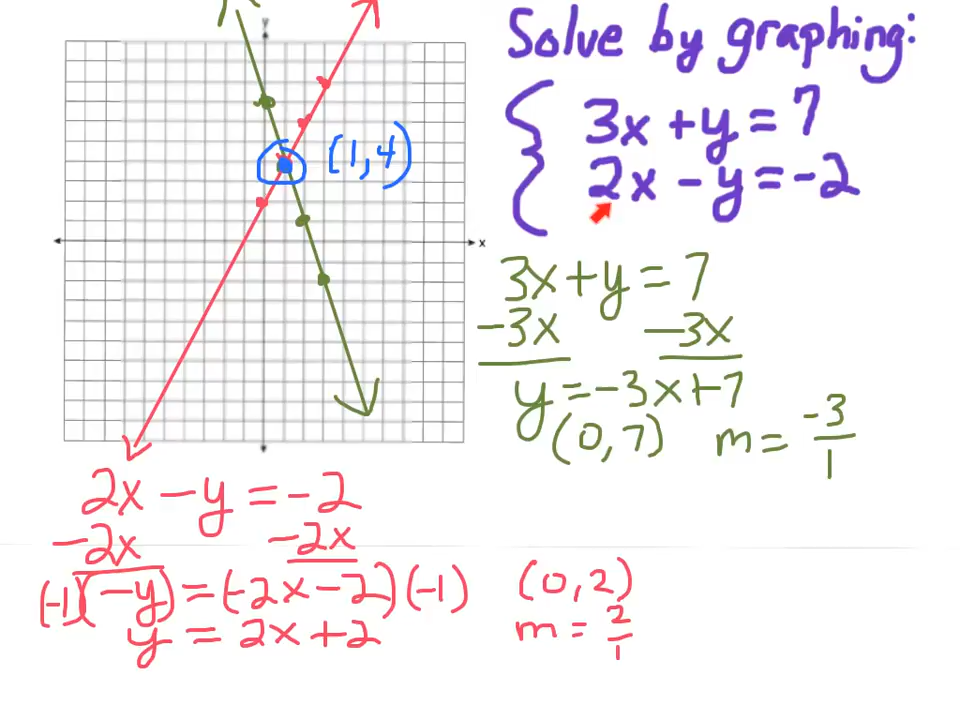 Solve by graphing:
3x + y = 7
2x - y = -2
y
(1, 4)
x
3x + y = 7
-3x -3x
y = -3x + 7
(0, 7) m = -3/1
2x - y = -2
-2x -2x
(-1)(-y) = (-2x - 2)(-1)
y = 2x + 2
(0, 2)
m = 2/1